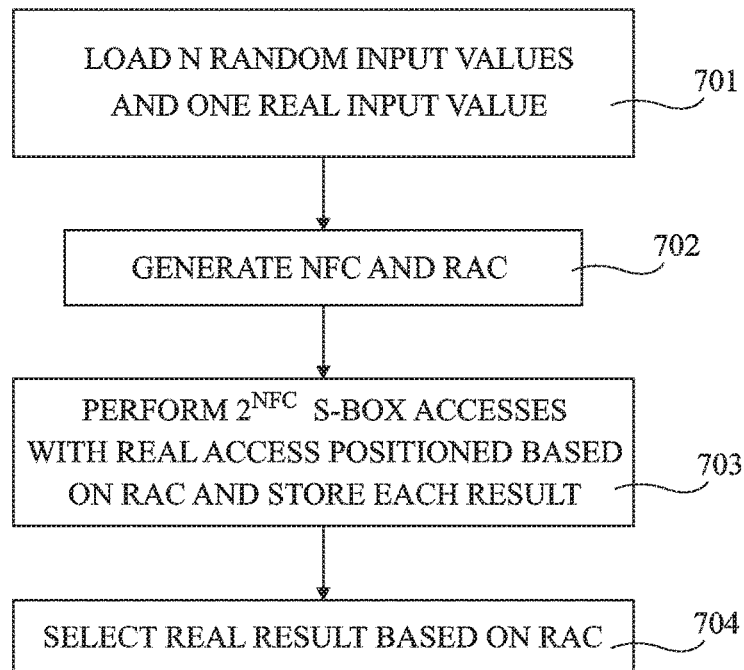 LOAD N RANDOM INPUT VALUES
AND ONE REAL INPUT VALUE
701
GENERATE NFC AND RAC
702
PERFORM 2^NFC S-BOX ACCESSES
WITH REAL ACCESS POSITIONED BASED
ON RAC AND STORE EACH RESULT
703
SELECT REAL RESULT BASED ON RAC
704